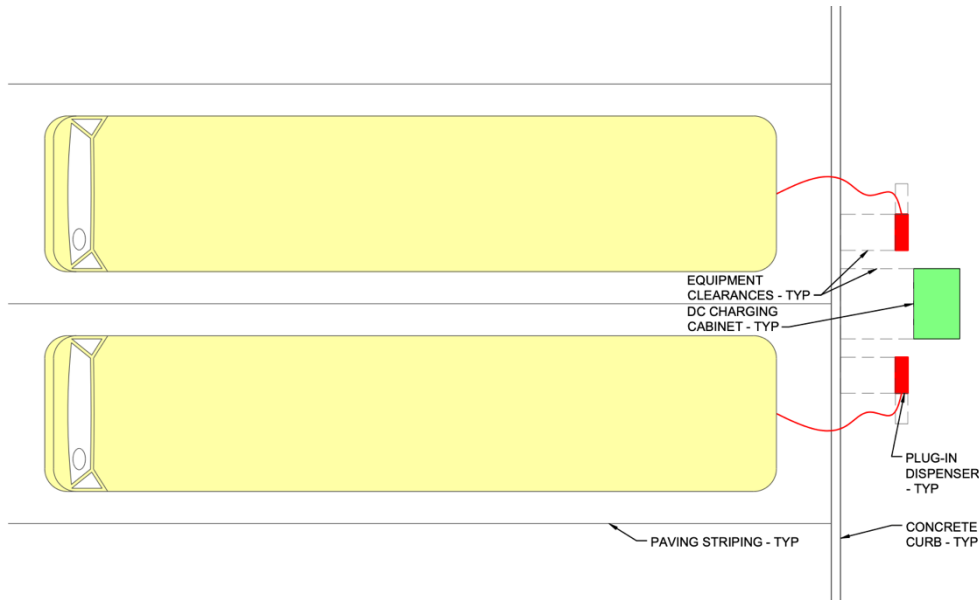 EQUIPMENT
CLEARANCES - TYP
DC CHARGING
CABINET - TYP
PLUG-IN
DISPENSER
- TYP
PAVING STRIPING - TYP
CONCRETE
CURB - TYP